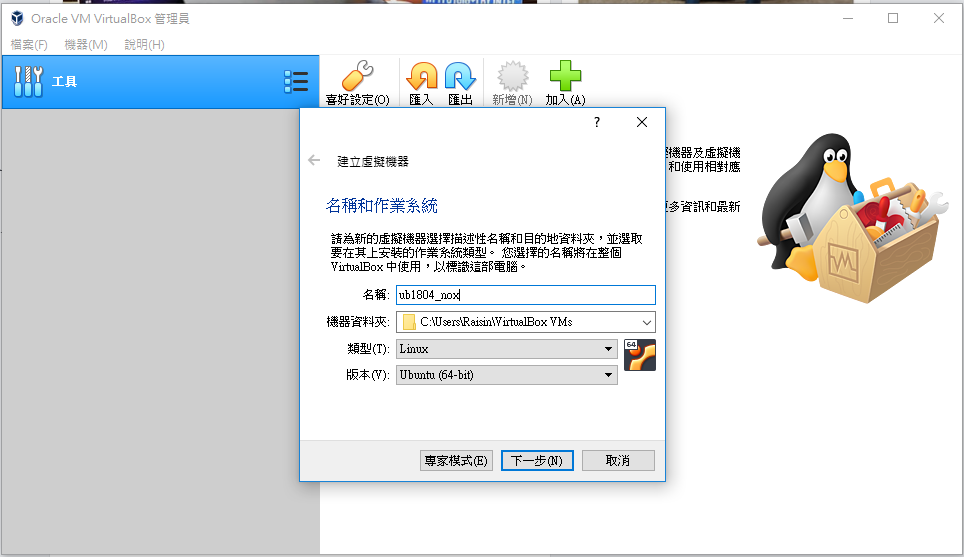 Oracle VM VirtualBox 管理員
檔案(F) 機器(M) 說明(H)
工具
喜好設定(O) 匯入 匯出 新增(N) 加入(A)
?
建立虛擬機器
擬機器及虛擬機
和使用相對應
名稱和作業系統
更多資訊和最新
請為新的虛擬機器選擇描述性名稱和目的地資料夾，並選取
要在其上安裝的作業系統類型。 您選擇的名稱將在整個
VirtualBox 中使用，以標識這部電腦。
名稱: ub1804_nox
機器資料夾: C:\Users\Raisin\VirtualBox VMs
類型(T): Linux
64
版本(V): Ubuntu (64-bit)
專家模式(E) 下一步(N) 取消